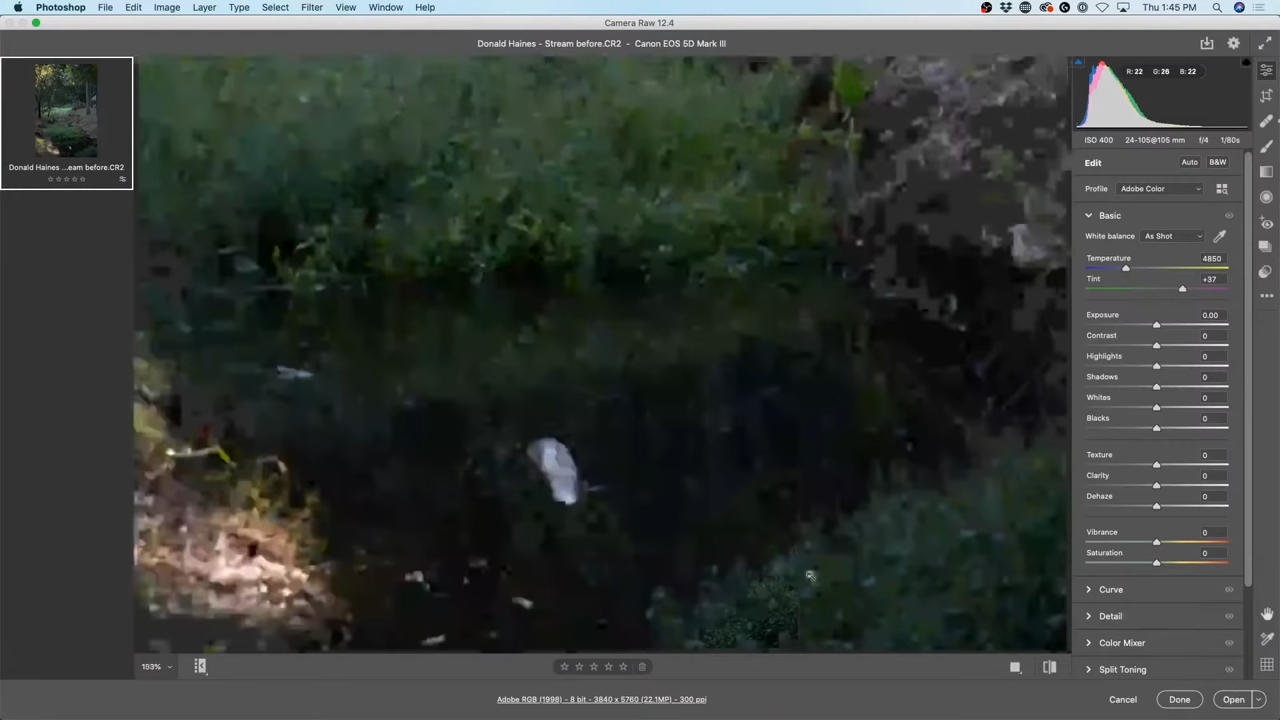 Photoshop File Edit Image Layer Type Select Filter View Window Help Thu 1:45 PM
Camera Raw 12.4
Donald Haines - Stream before.CR2 - Canon EOS 5D Mark III
R: 22 G: 26 B: 22
ISO 400 24-105@105 mm f/4 1/80s
Donald Haines ...eam before.CR2
Edit Auto B&W
Profile Adobe Color
Basic
White balance As Shot
Temperature 4850
Tint +37
Exposure 0.00
Contrast 0
Highlights 0
Shadows 0
Whites 0
Blacks 0
Texture 0
Clarity 0
Dehaze 0
Vibrance 0
Saturation 0
Curve
Detail
Color Mixer
Split Toning
193%
Adobe RGB (1998) - 8 bit - 3840 x 5760 (22.1MP) - 300 ppi
Cancel Done Open